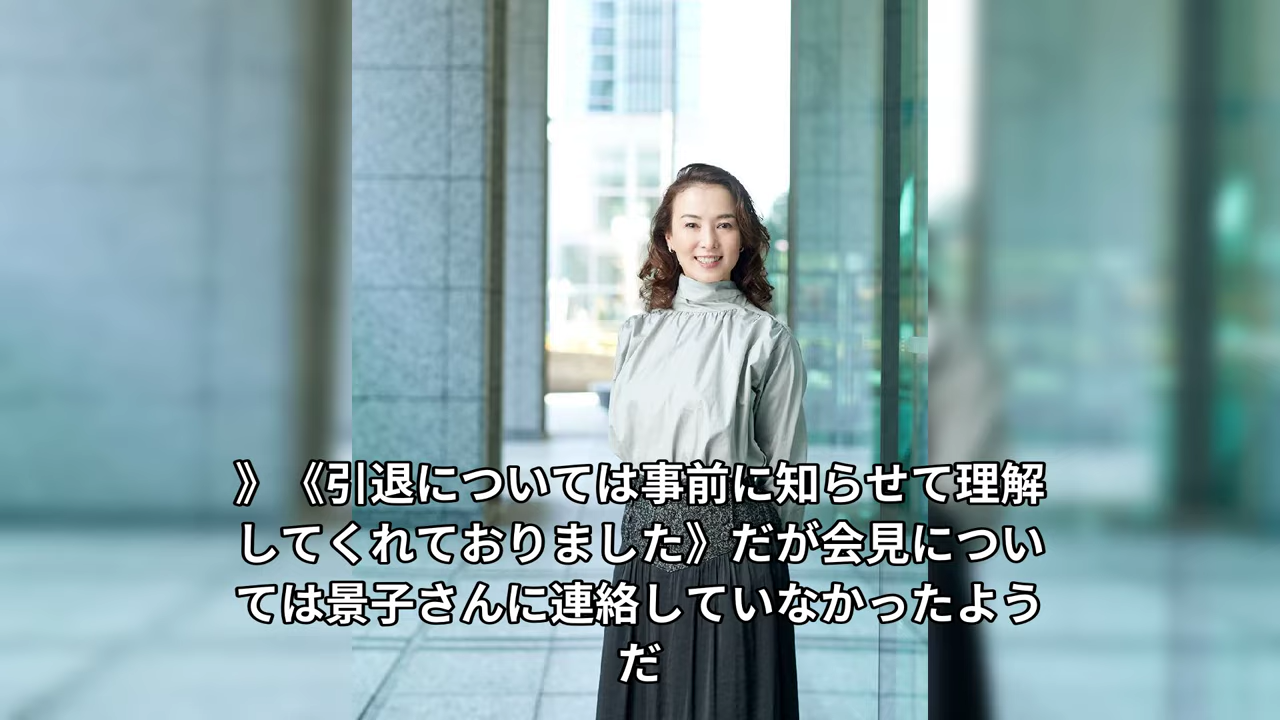 》《引退については事前に知らせて理解
してくれておりました》だが会見につい
ては景子さんに連絡していなかったよう
だ